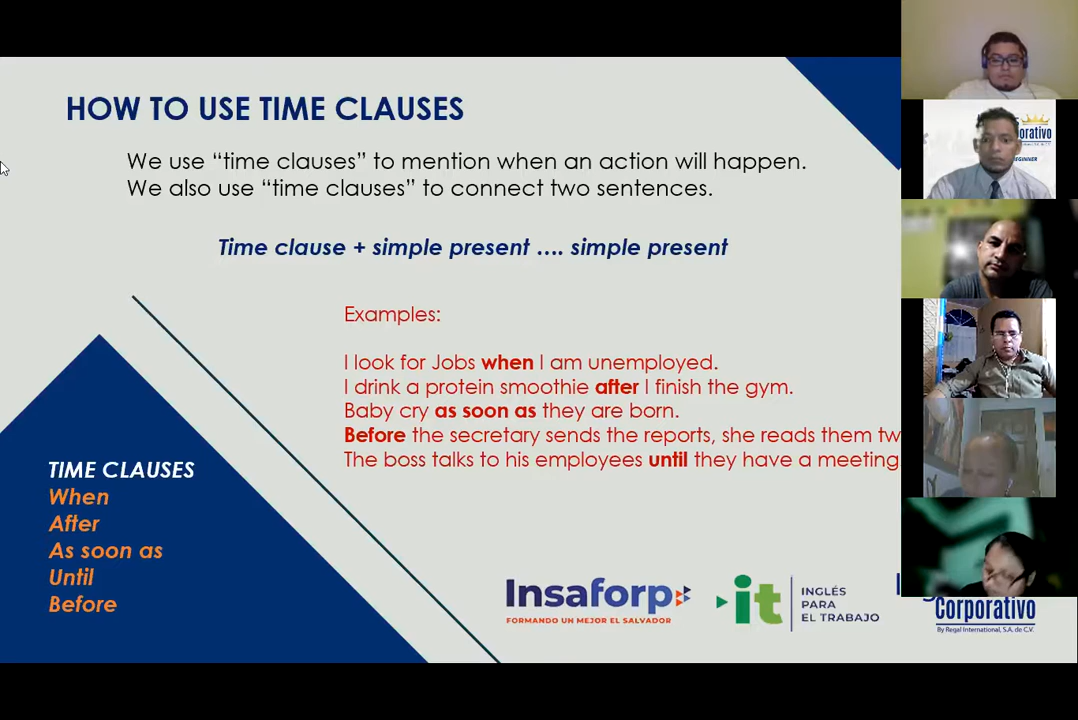 HOW TO USE TIME CLAUSES
We use “time clauses” to mention when an action will happen.
We also use “time clauses” to connect two sentences.
Time clause + simple present …. simple present
Examples:
I look for Jobs when I am unemployed.
I drink a protein smoothie after I finish the gym.
Baby cry as soon as they are born.
Before the secretary sends the reports, she reads them tw
The boss talks to his employees until they have a meeting
TIME CLAUSES
When
After
As soon as
Until
Before
Insaforp
FORMANDO UN MEJOR EL SALVADOR
it
INGLÉS
PARA
EL TRABAJO
Corporativo
By Regal International, S.A. de C.V.
orativo